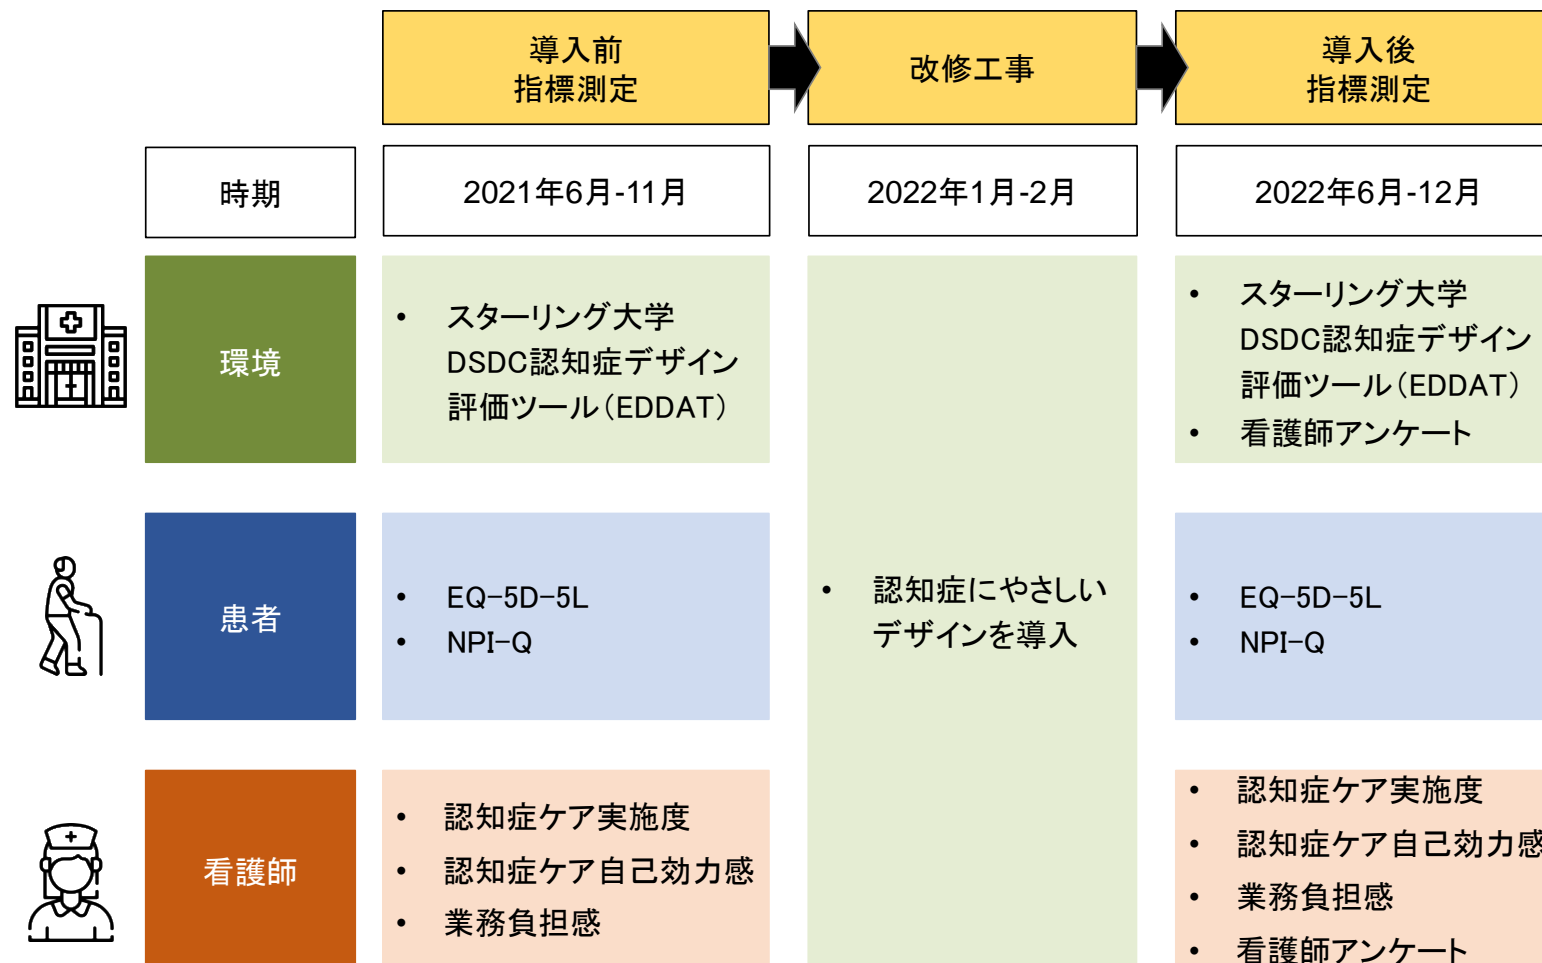 導入前
指標測定
改修工事
導入後
指標測定
時期
2021年6月-11月
2022年1月-2月
2022年6月-12月
環境
• スターリング大学
DSDC認知症デザイン
評価ツール（EDDAT）
• スターリング大学
DSDC認知症デザイン
評価ツール（EDDAT）
• 看護師アンケート
患者
• EQ-5D-5L
• NPI-Q
• 認知症にやさしい
デザインを導入
• EQ-5D-5L
• NPI-Q
看護師
• 認知症ケア実施度
• 認知症ケア自己効力感
• 業務負担感
• 認知症ケア実施度
• 認知症ケア自己効力感
• 業務負担感
• 看護師アンケート